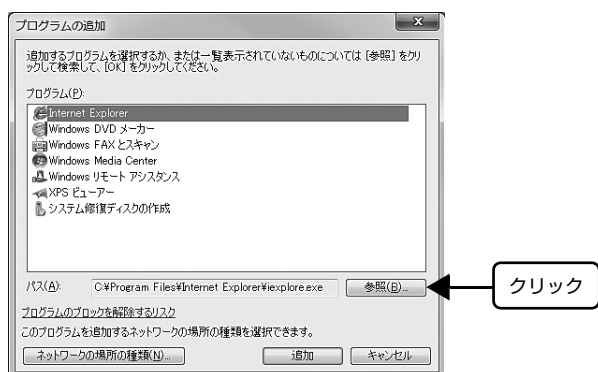 プログラムの追加
追加するプログラムを選択するか、または一覧表示されていないものについては [参照] をクリ
ックして検索して、[OK] をクリックしてください。
プログラム(P):
Internet Explorer
Windows DVD メーカー
Windows FAX とスキャン
Windows Media Center
Windows リモート アシスタンス
XPS ビューアー
システム修復ディスクの作成
パス(A): C:¥Program Files¥Internet Explorer¥iexplore.exe 参照(B)...
クリック
プログラムのブロックを解除するリスク
このプログラムを追加するネットワークの場所の種類を選択できます。
ネットワークの場所の種類(N)... 追加 キャンセル